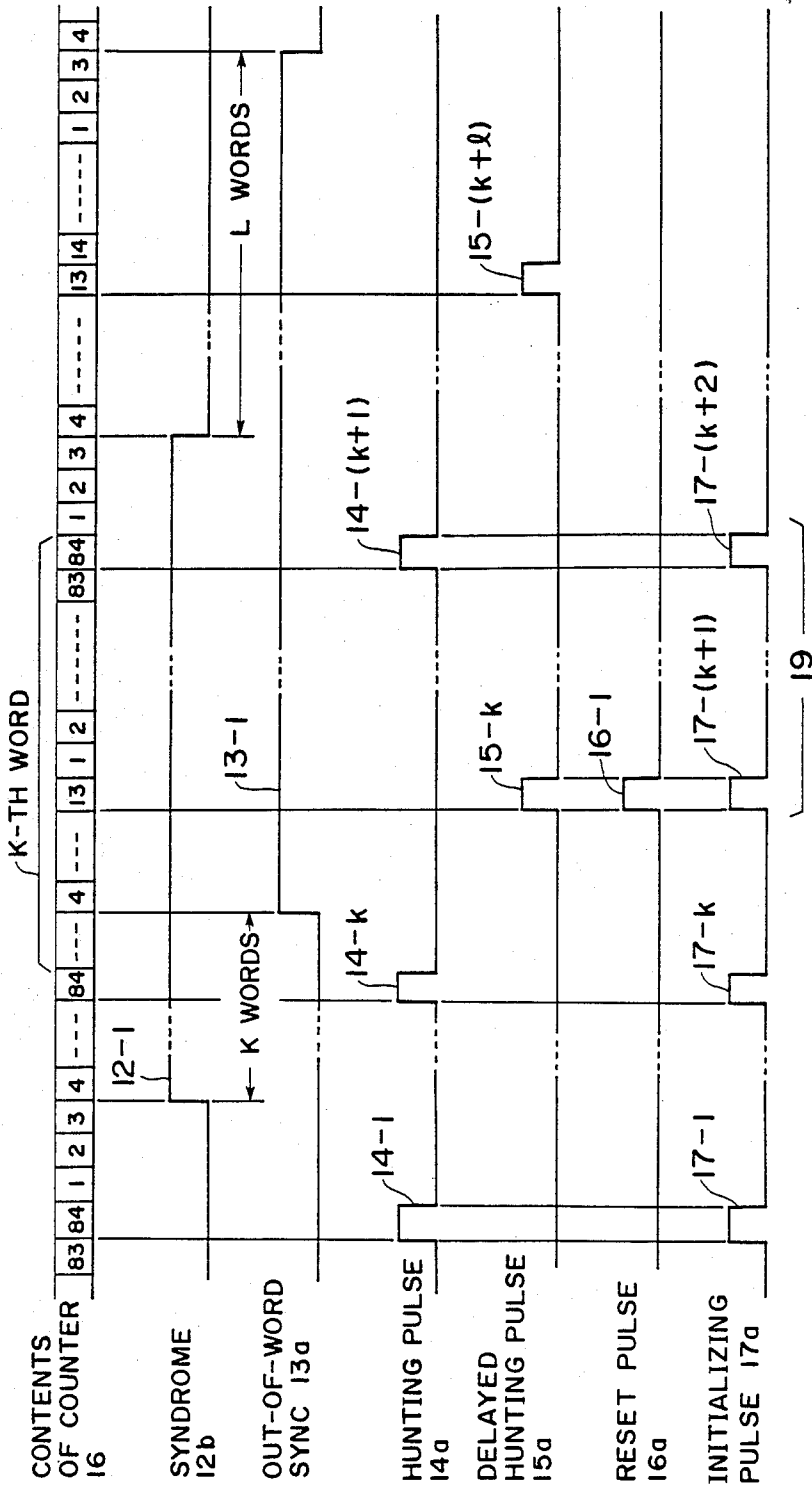 CONTENTS
OF COUNTER
16
83 84 1 2 3 4 ---- 84 --- 4 --- 13 1 2 ------ 83 84 1 2 3 4 ----- 13 14 ----- 1 2 3 4
K-TH WORD
SYNDROME
12b
12-1
OUT-OF-WORD
SYNC 13a
K WORDS
13-1
L WORDS
HUNTING PULSE
14a
14-1
14-k
14-(k+1)
DELAYED
HUNTING PULSE
15a
15-k
15-(k+ℓ)
RESET PULSE
16a
16-1
INITIALIZING
PULSE 17a
17-1
17-k
17-(k+1)
17-(k+2)
19